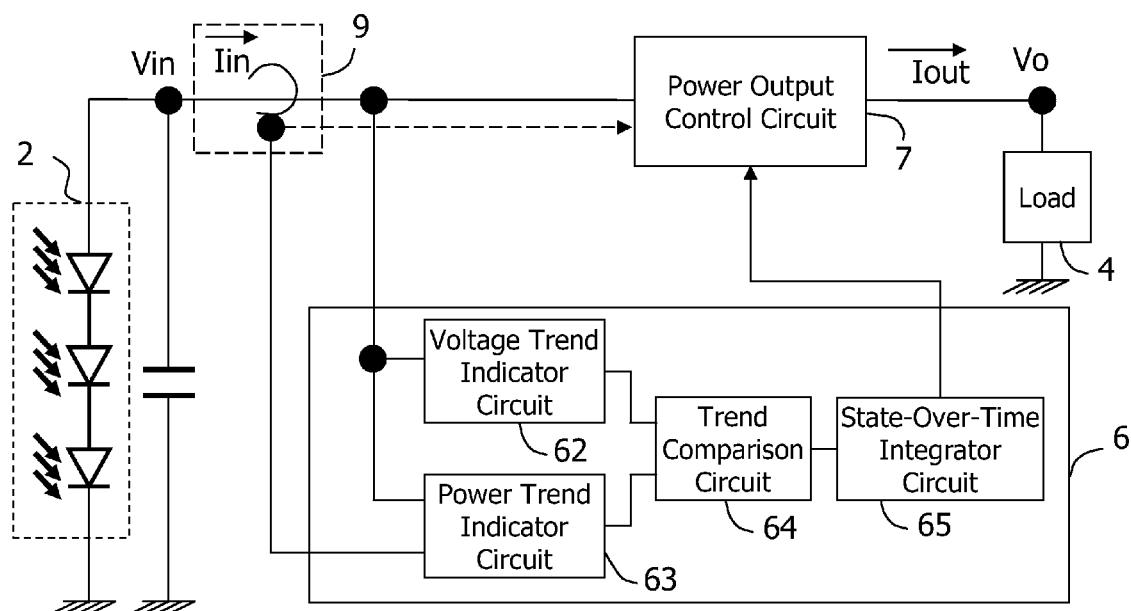 9
Vin
Iin
Power Output
Control Circuit
7
Iout
Vo
Load
4
2
Voltage Trend
Indicator
Circuit
62
Power Trend
Indicator
Circuit
63
Trend
Comparison
Circuit
64
State-Over-Time
Integrator
Circuit
65
6